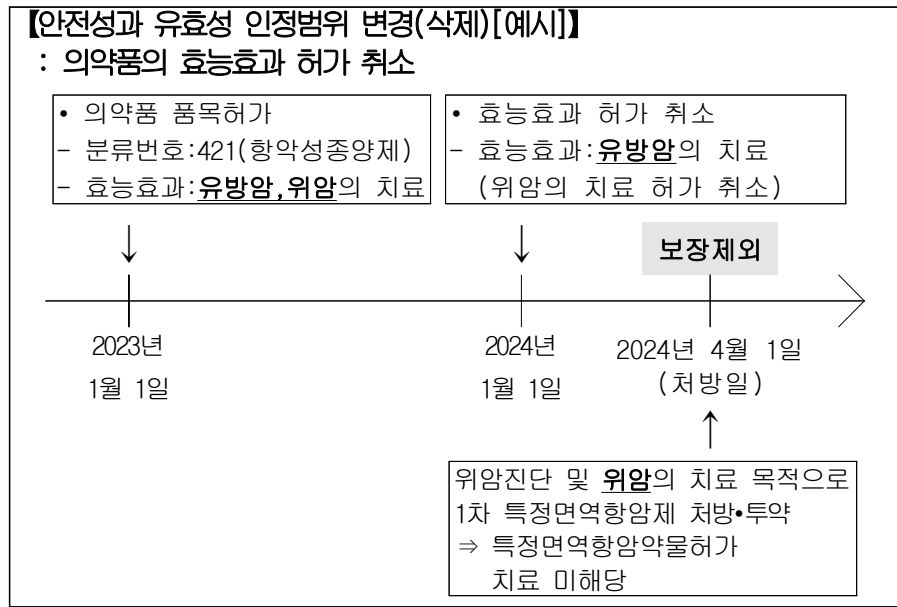 【안전성과 유효성 인정범위 변경(삭제)[예시]】
: 의약품의 효능효과 허가 취소
• 의약품 품목허가
- 분류번호:421(항악성종양제)
- 효능효과:유방암,위암의 치료
• 효능효과 허가 취소
- 효능효과:유방암의 치료
(위암의 치료 허가 취소)
보장제외
2023년
1월 1일
2024년
1월 1일
2024년 4월 1일
(처방일)
위암진단 및 위암의 치료 목적으로
1차 특정면역항암제 처방•투약
⇒ 특정면역항암약물허가
치료 미해당